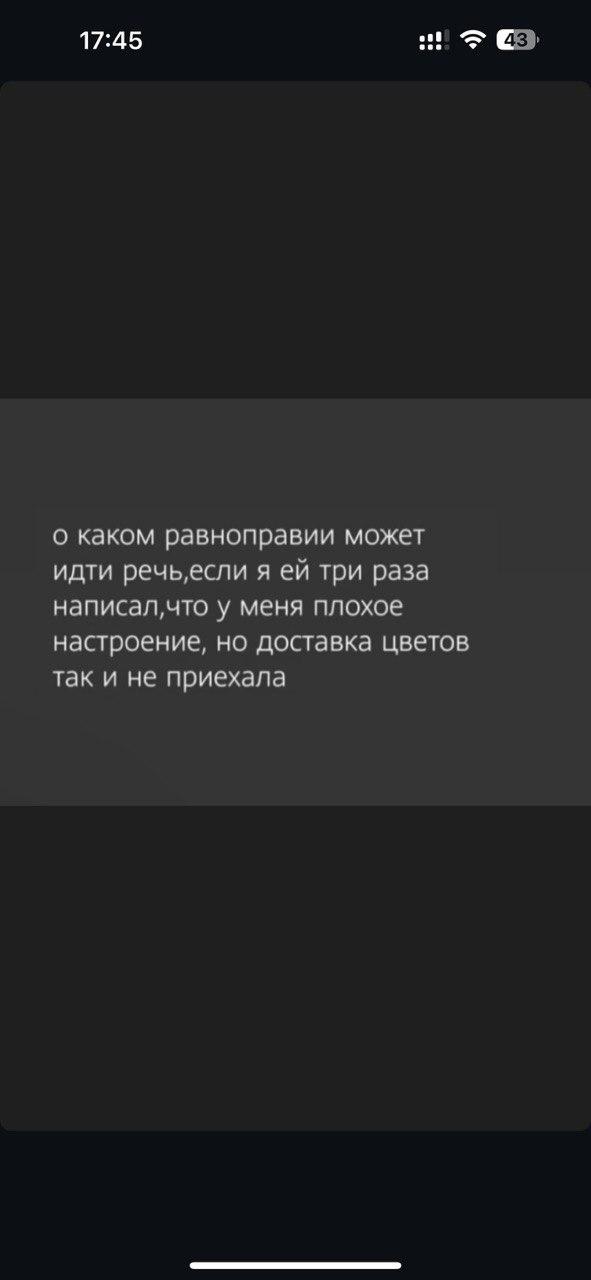 17:45
43
о каком равноправии может
идти речь,если я ей три раза
написал,что у меня плохое
настроение, но доставка цветов
так и не приехала